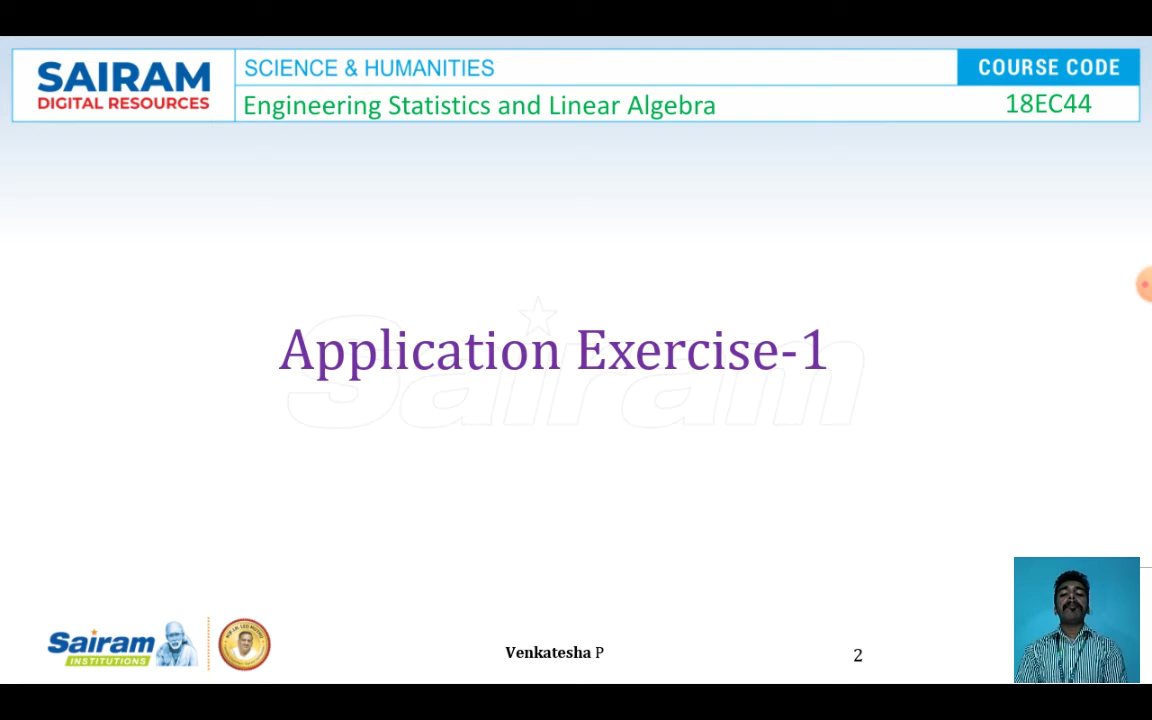 SAIRAM
DIGITAL RESOURCES
SCIENCE & HUMANITIES
COURSE CODE
Engineering Statistics and Linear Algebra
18EC44
Application Exercise-1
Sairam
Sairam
INSTITUTIONS
Venkatesha P
2